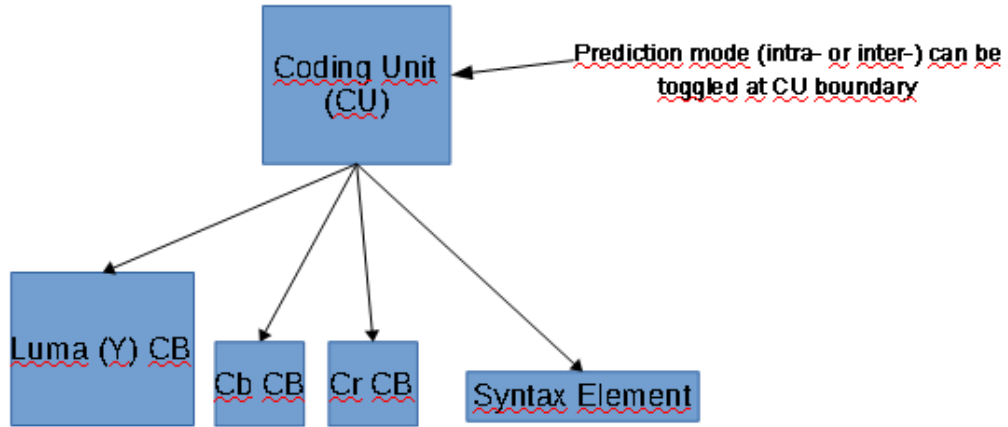 Coding Unit
(CU)
Prediction mode (intra- or inter-) can be
toggled at CU boundary
Luma (Y) CB
Cb CB
Cr CB
Syntax Element